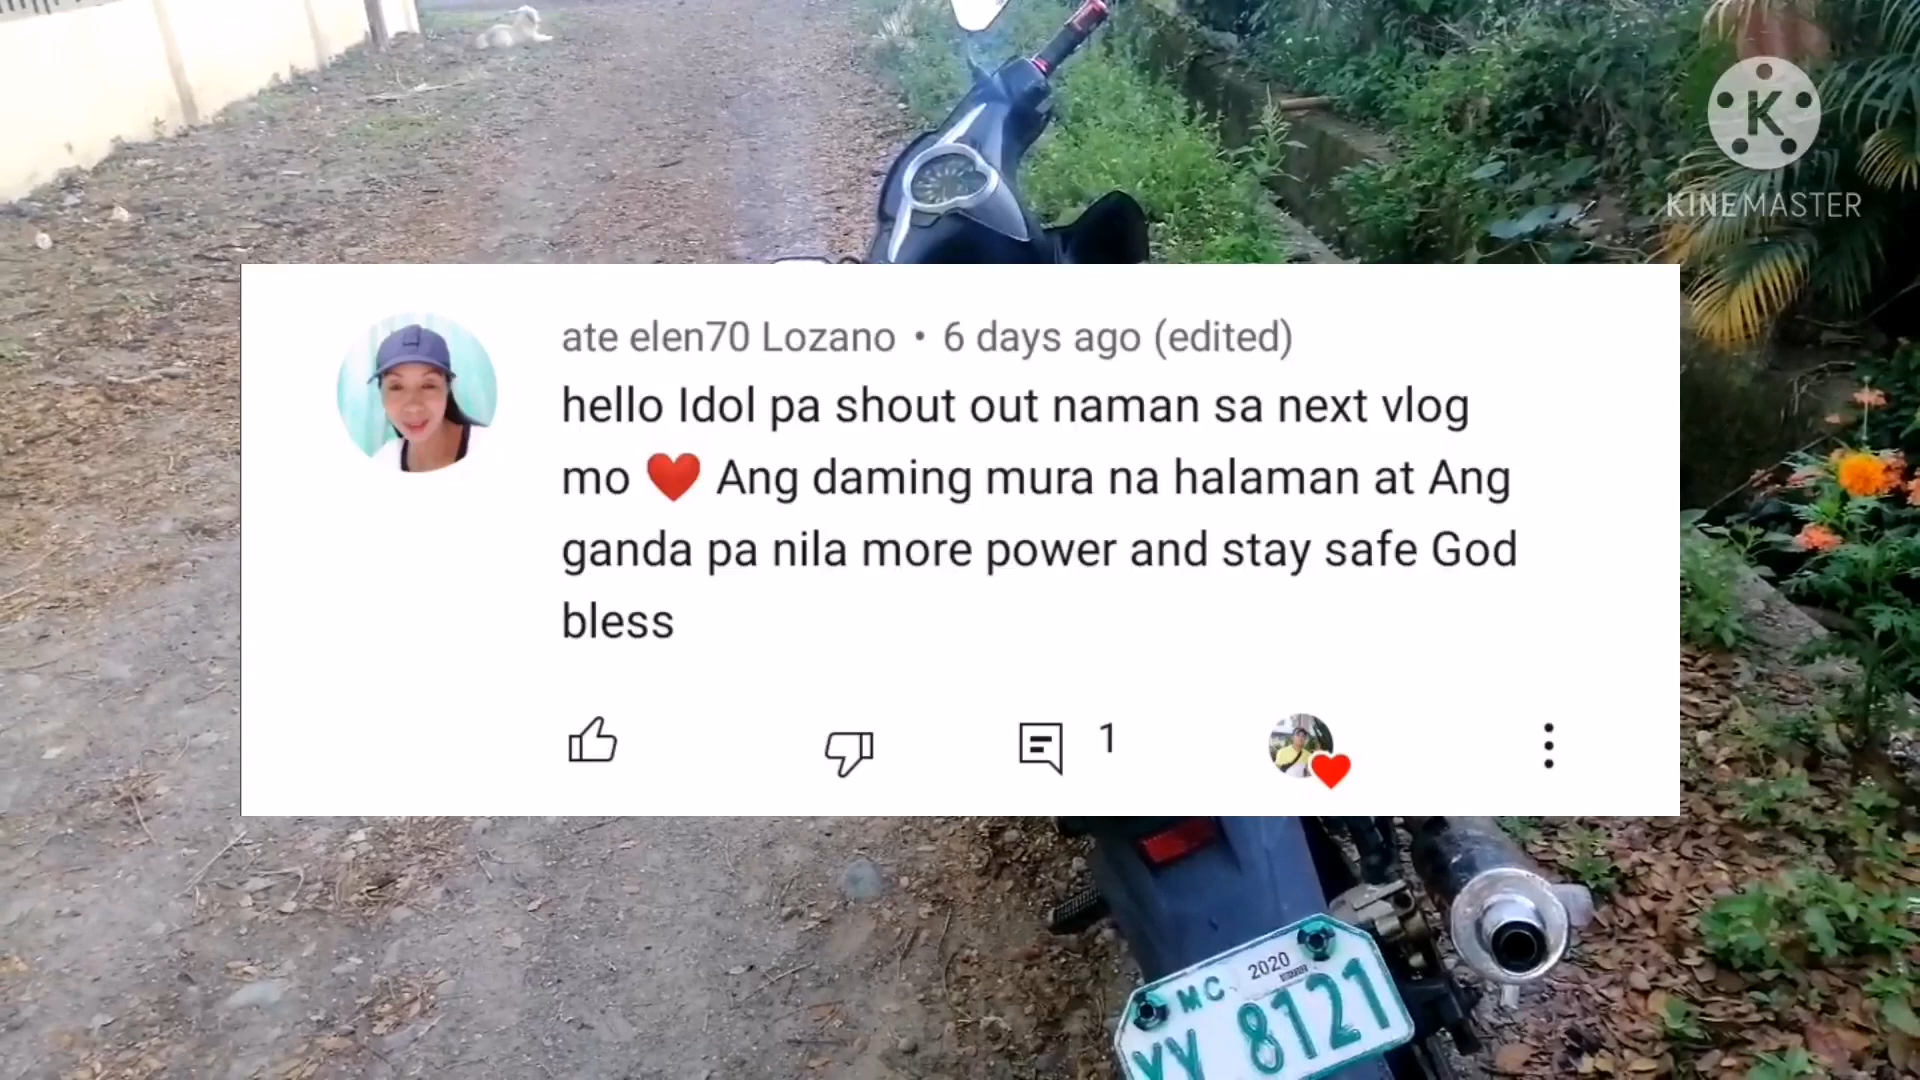 K
KINEMASTER
ate elen70 Lozano • 6 days ago (edited)
hello Idol pa shout out naman sa next vlog
mo ❤️ Ang daming mura na halaman at Ang
ganda pa nila more power and stay safe God
bless
1
MC 2020
YY 8121